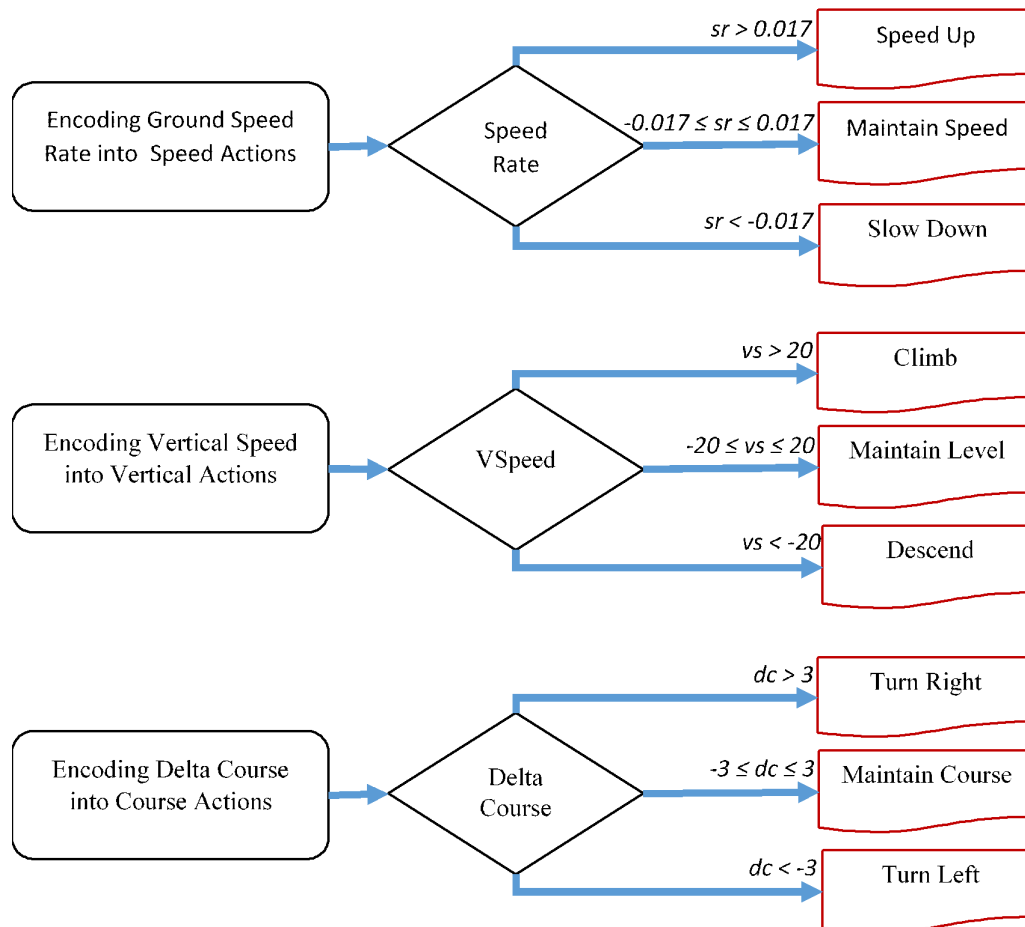 Encoding Ground Speed
Rate into Speed Actions
Speed
Rate
sr > 0.017
Speed Up
-0.017 ≤ sr ≤ 0.017
Maintain Speed
sr < -0.017
Slow Down
Encoding Vertical Speed
into Vertical Actions
VSpeed
vs > 20
Climb
-20 ≤ vs ≤ 20
Maintain Level
vs < -20
Descend
Encoding Delta Course
into Course Actions
Delta
Course
dc > 3
Turn Right
-3 ≤ dc ≤ 3
Maintain Course
dc < -3
Turn Left